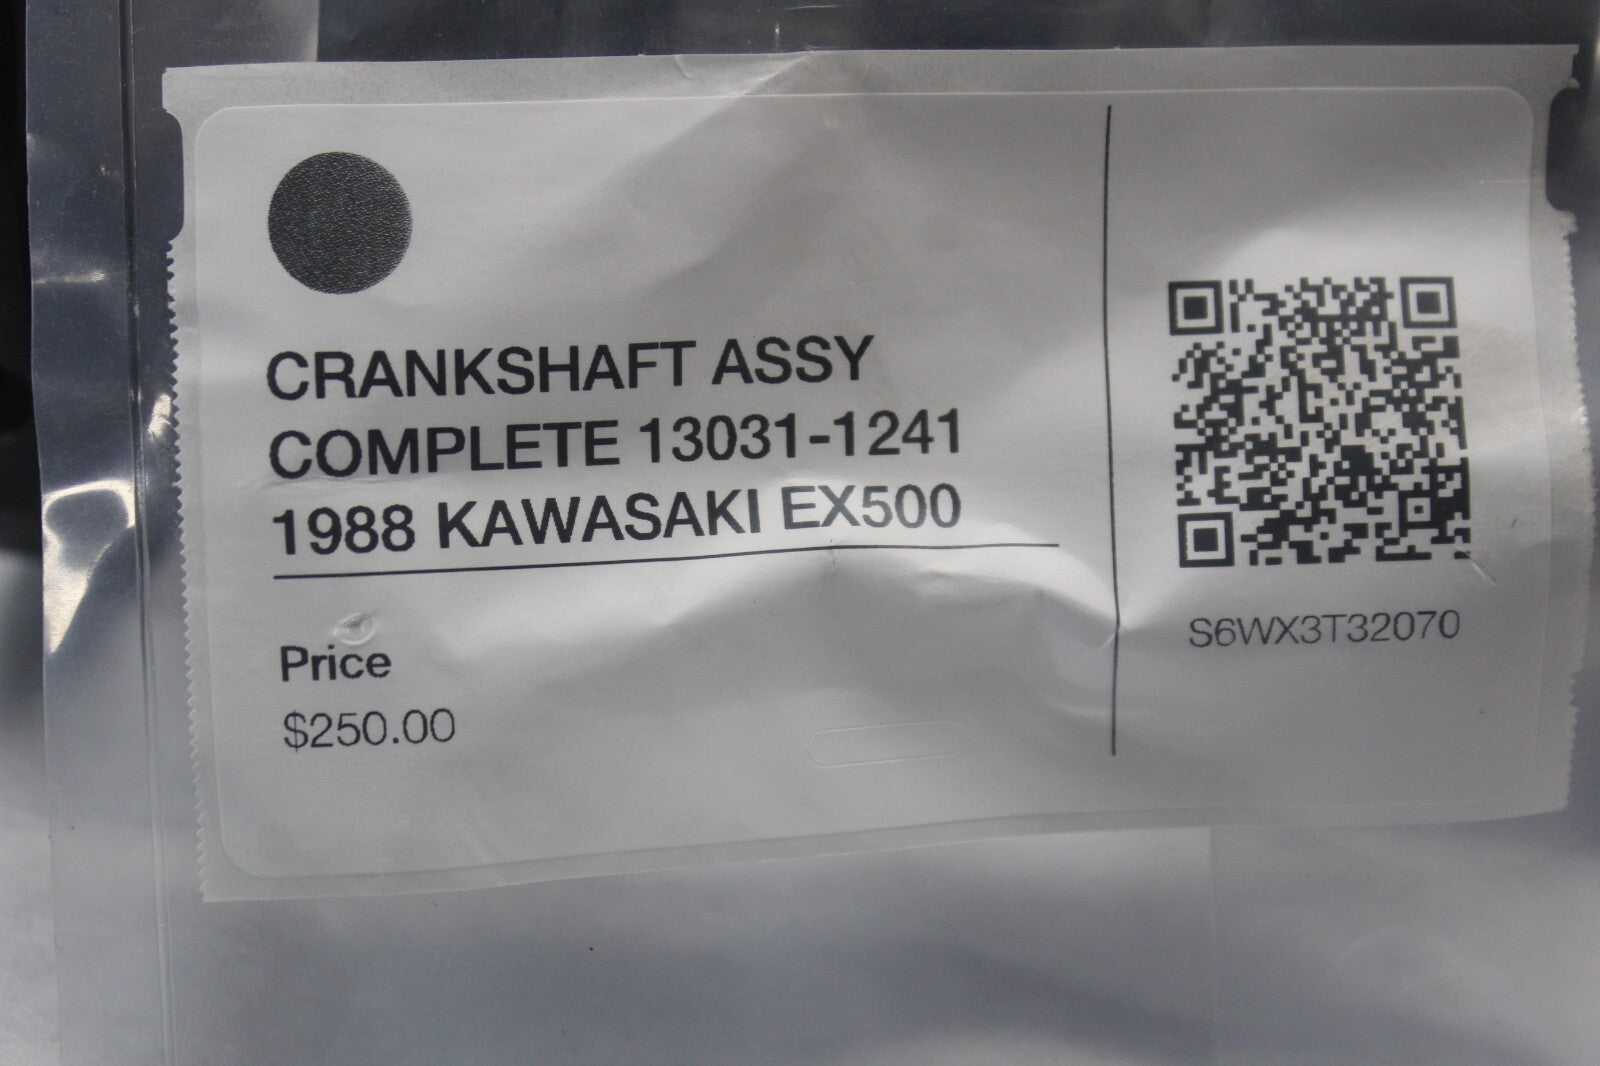 CRANKSHAFT ASSY
COMPLETE 13031-1241
1988 KAWASAKI EX500
Price
$250.00
S6WX3T32070